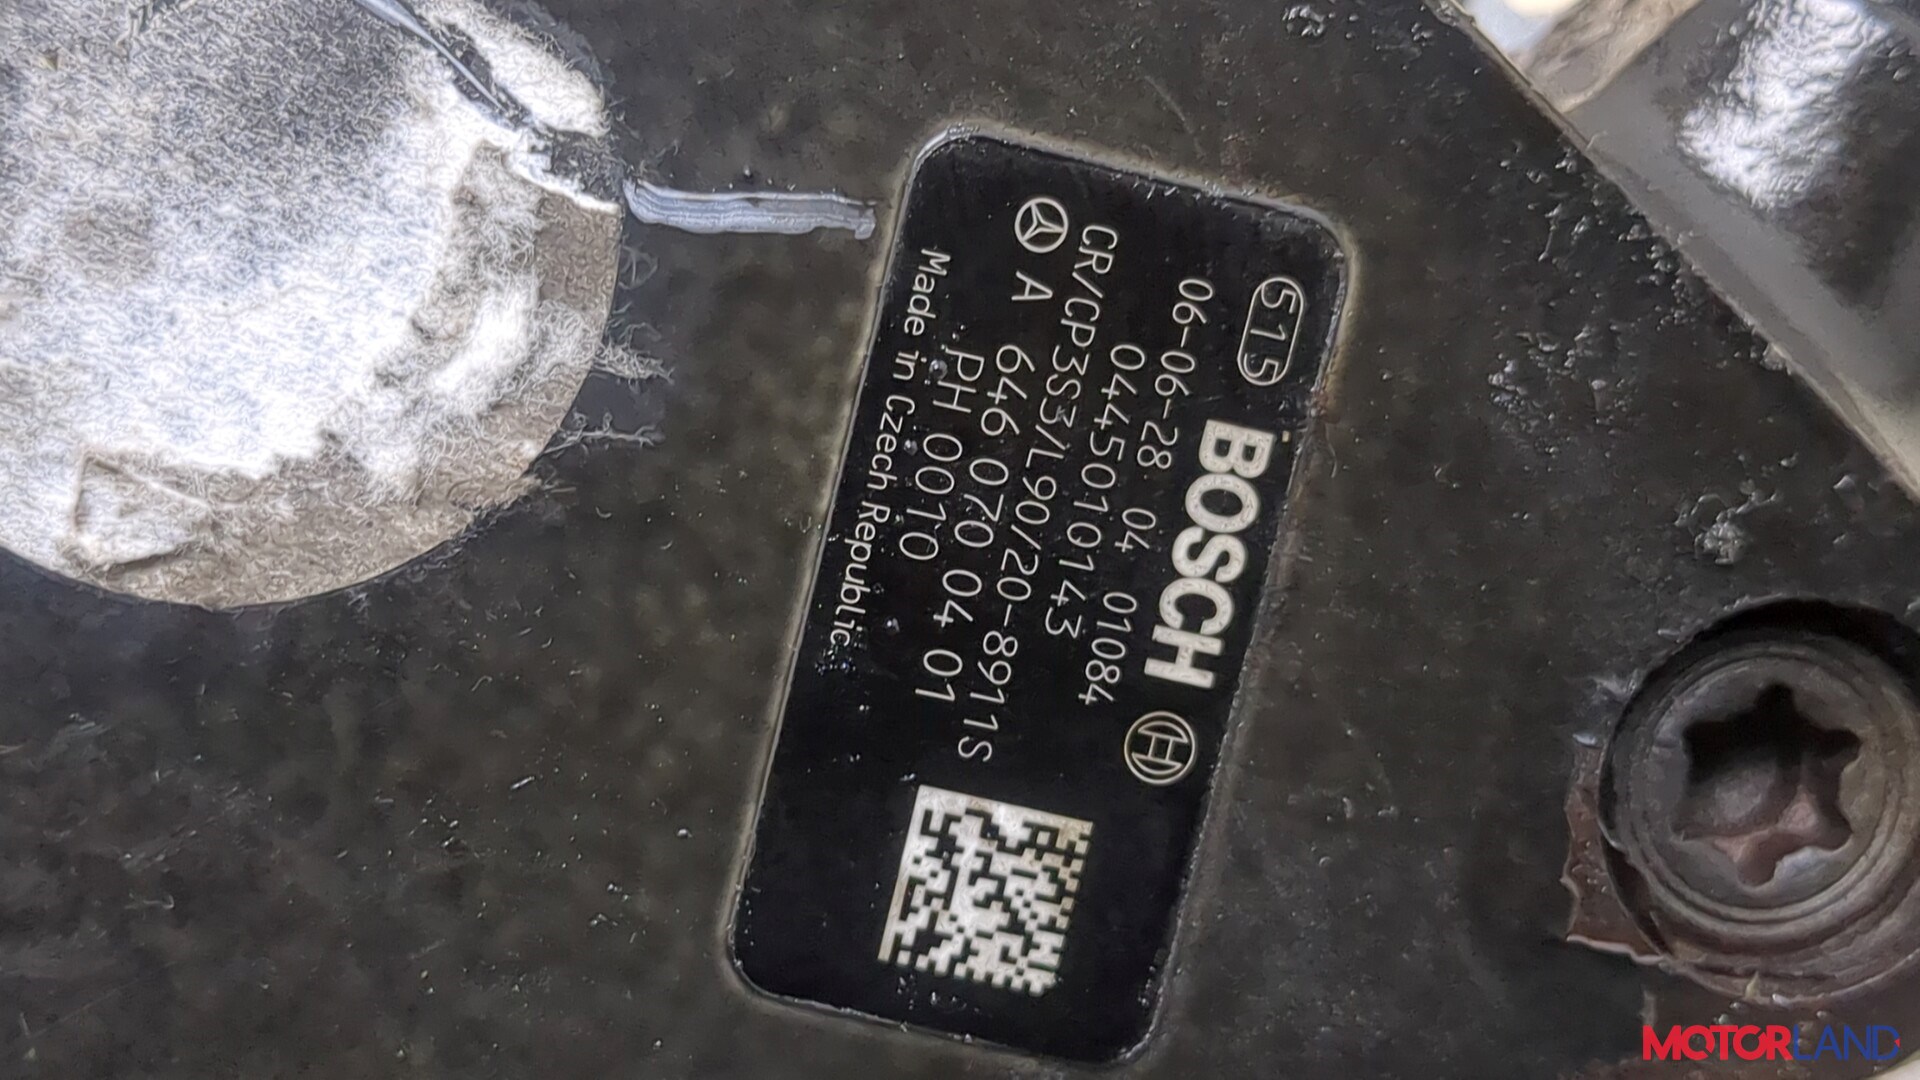 615
BOSCH
06-06-28 04 01084
0445010143
CR/CP3S3/L90/20-8911S
A 646 070 04 01
PH 0010
Made in Czech Republic
MOTORLAND